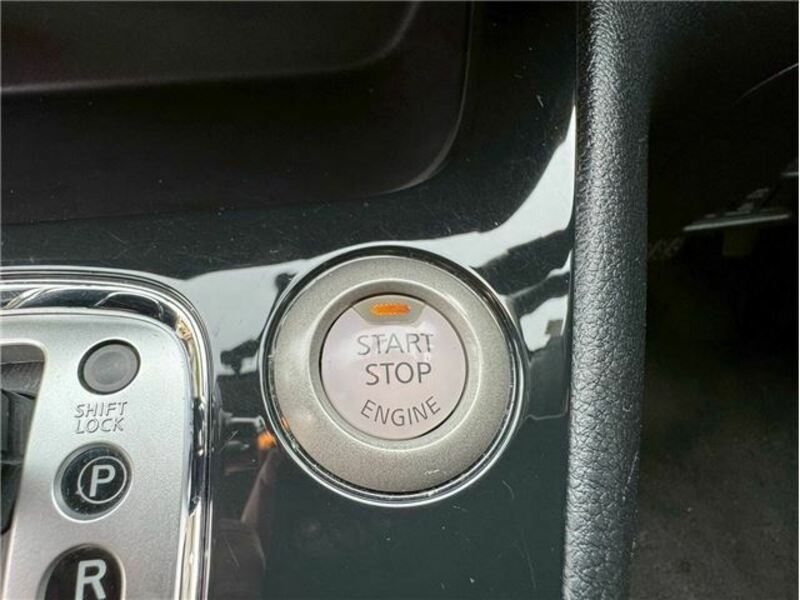 START
STOP
ENGINE
SHIFT
LOCK
P
R